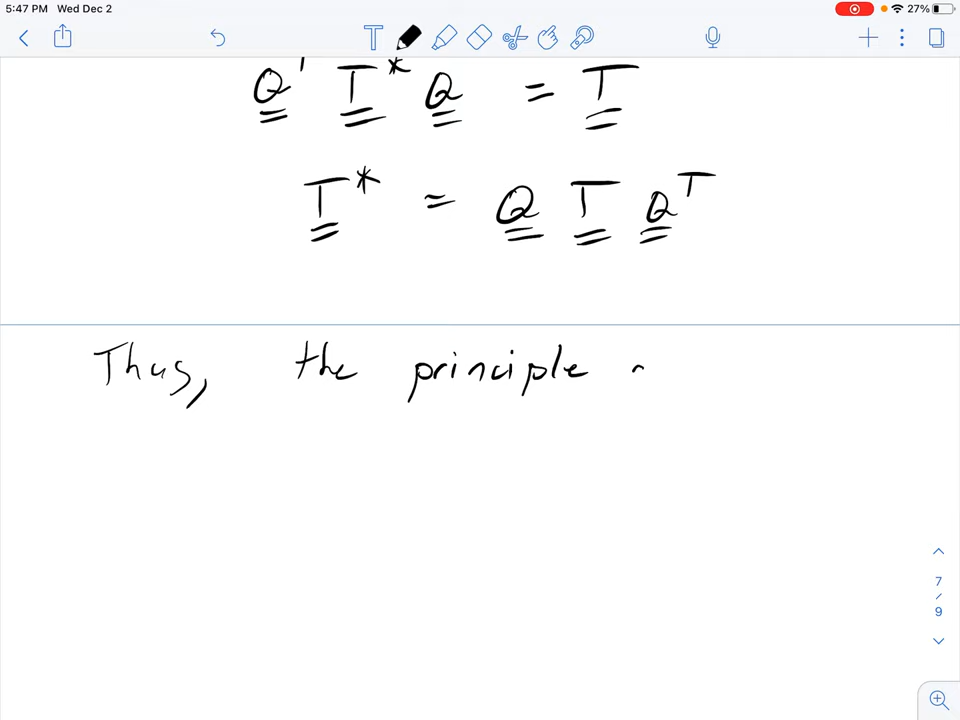 5:47 PM Wed Dec 2
27%
T
Q T* Q = T
T* = Q T Q^T
Thus, the principle
7
/
9